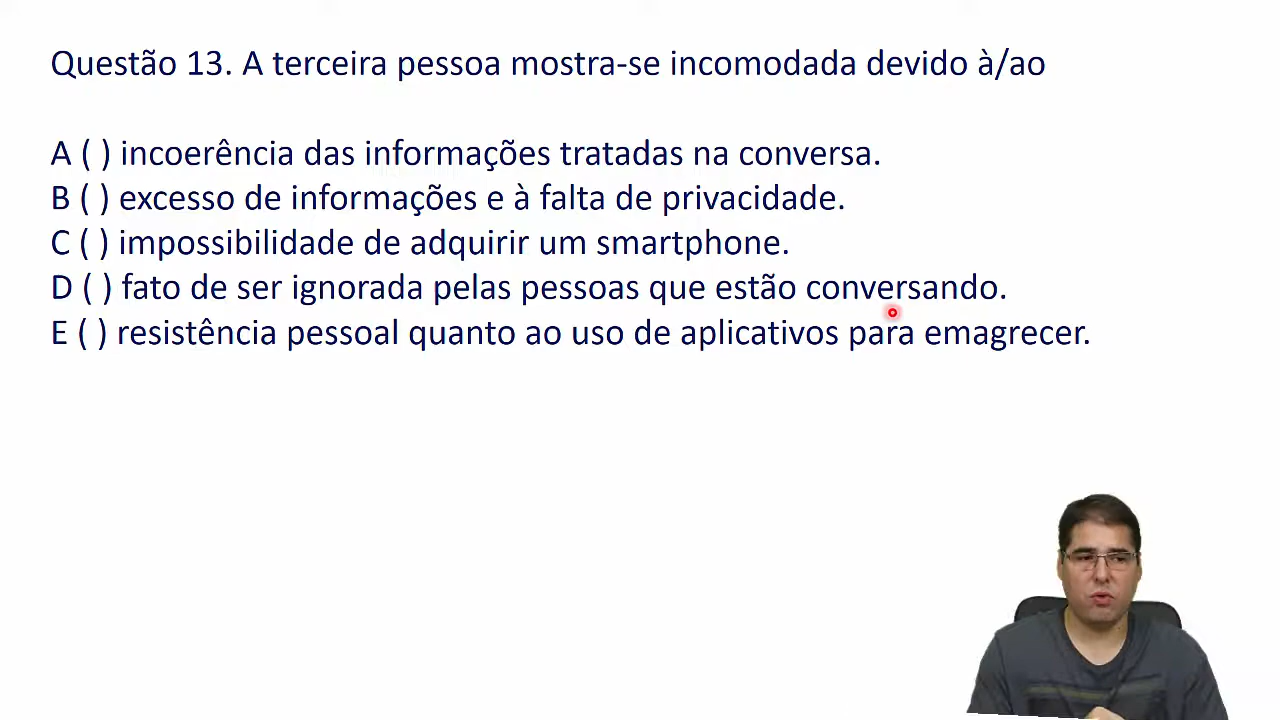 Questão 13. A terceira pessoa mostra-se incomodada devido à/ao
A ( ) incoerência das informações tratadas na conversa.
B ( ) excesso de informações e à falta de privacidade.
C ( ) impossibilidade de adquirir um smartphone.
D ( ) fato de ser ignorada pelas pessoas que estão conversando.
E ( ) resistência pessoal quanto ao uso de aplicativos para emagrecer.